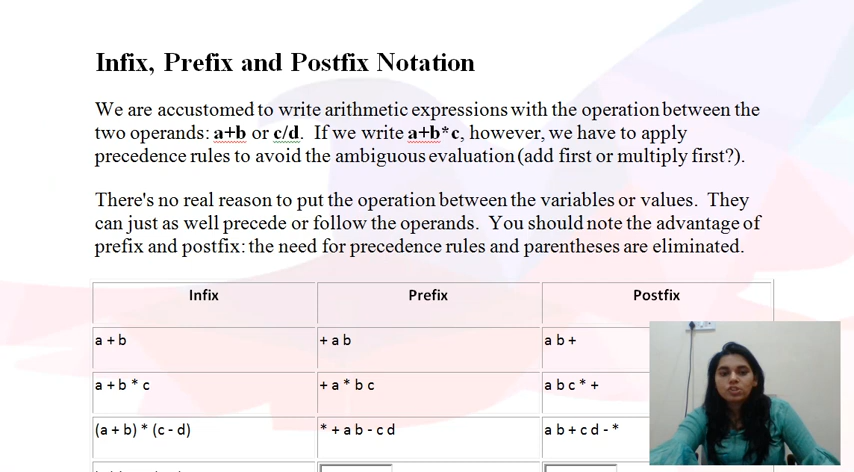 Infix, Prefix and Postfix Notation
We are accustomed to write arithmetic expressions with the operation between the
two operands: a+b or c/d. If we write a+b*c, however, we have to apply
precedence rules to avoid the ambiguous evaluation (add first or multiply first?).
There's no real reason to put the operation between the variables or values. They
can just as well precede or follow the operands. You should note the advantage of
prefix and postfix: the need for precedence rules and parentheses are eliminated.
Infix Prefix Postfix
a + b + a b a b +
a + b * c + a * b c a b c * +
(a + b) * (c - d) * + a b - c d a b + c d - *